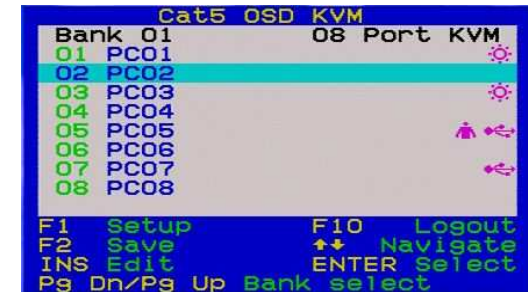 Cat5 OSD KVM
Bank 01 08 Port KVM
01 PC01
02 PC02
03 PC03
04 PC04
05 PC05
06 PC06
07 PC07
08 PC08
F1 Setup F10 Logout
F2 Save Navigate
INS Edit ENTER Select
Pg Dn/Pg Up Bank select